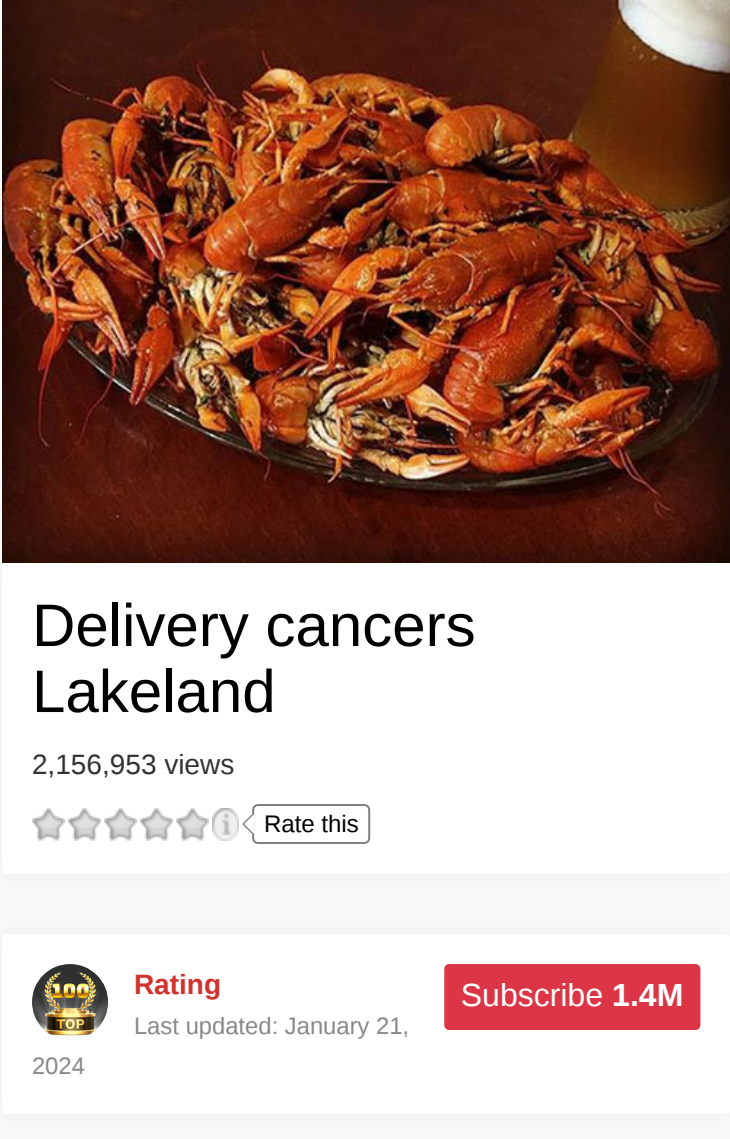 Delivery cancers
Lakeland
2,156,953 views
Rate this
100
TOP
Rating
Subscribe 1.4M
Last updated: January 21,
2024